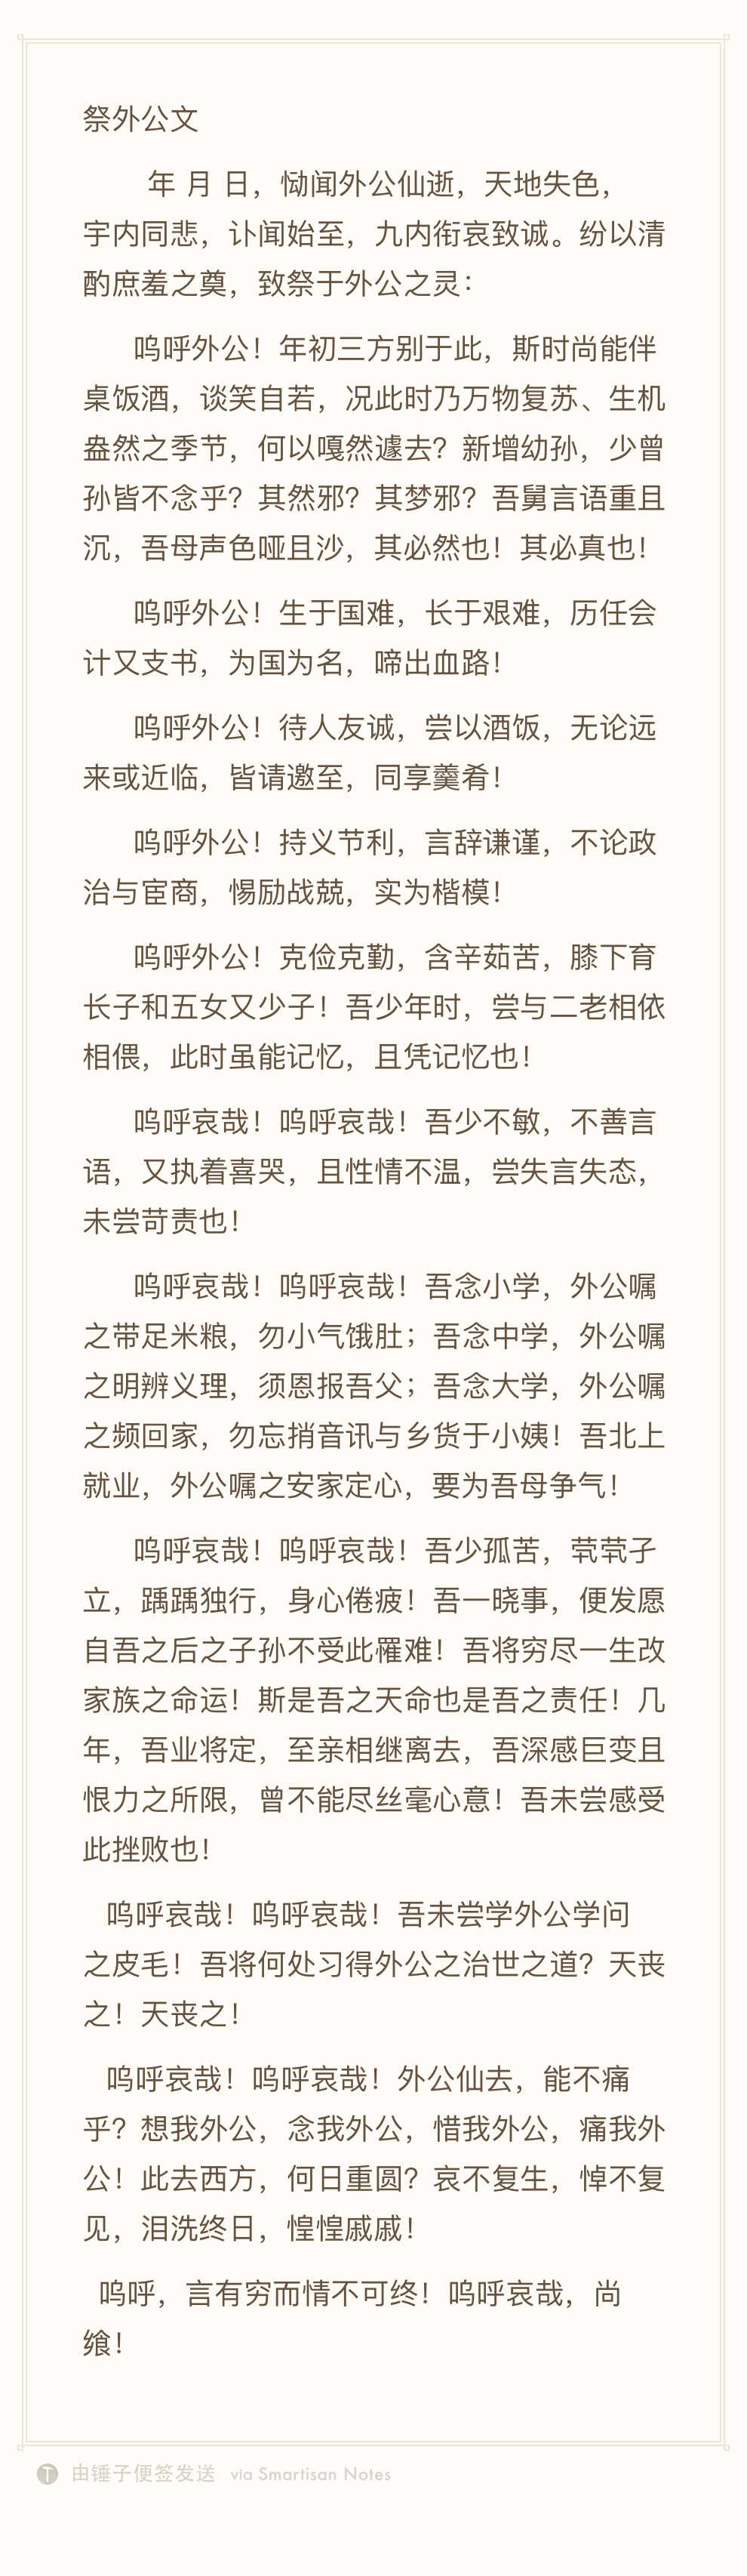 祭外公文
年 月 日，恸闻外公仙逝，天地失色，
宇内同悲，讣闻始至，九内衔哀致诚。纷以清
酌庶羞之奠，致祭于外公之灵：
呜呼外公！年初三方别于此，斯时尚能伴
桌饭酒，谈笑自若，况此时乃万物复苏、生机
盎然之季节，何以嘎然遽去？新增幼孙，少曾
孙皆不念乎？其然邪？其梦邪？吾舅言语重且
沉，吾母声色哑且沙，其必然也！其必真也！
呜呼外公！生于国难，长于艰难，历任会
计又支书，为国为名，啼出血路！
呜呼外公！待人友诚，尝以酒饭，无论远
来或近临，皆请邀至，同享羹肴！
呜呼外公！持义节利，言辞谦谨，不论政
治与宦商，惕励战兢，实为楷模！
呜呼外公！克俭克勤，含辛茹苦，膝下育
长子和五女又少子！吾少年时，尝与二老相依
相偎，此时虽能记忆，且凭记忆也！
呜呼哀哉！呜呼哀哉！吾少不敏，不善言
语，又执着喜哭，且性情不温，尝失言失态，
未尝苛责也！
呜呼哀哉！呜呼哀哉！吾念小学，外公嘱
之带足米粮，勿小气饿肚；吾念中学，外公嘱
之明辨义理，须恩报吾父；吾念大学，外公嘱
之频回家，勿忘捎音讯与乡货于小姨！吾北上
就业，外公嘱之安家定心，要为吾母争气！
呜呼哀哉！呜呼哀哉！吾少孤苦，茕茕孑
立，踽踽独行，身心倦疲！吾一晓事，便发愿
自吾之后之子孙不受此罹难！吾将穷尽一生改
家族之命运！斯是吾之天命也是吾之责任！几
年，吾业将定，至亲相继离去，吾深感巨变且
恨力之所限，曾不能尽丝毫心意！吾未尝感受
此挫败也！
呜呼哀哉！呜呼哀哉！吾未尝学外公学问
之皮毛！吾将何处习得外公之治世之道？天丧
之！天丧之！
呜呼哀哉！呜呼哀哉！外公仙去，能不痛
乎？想我外公，念我外公，惜我外公，痛我外
公！此去西方，何日重圆？哀不复生，悼不复
见，泪洗终日，惶惶戚戚！
呜呼，言有穷而情不可终！呜呼哀哉，尚
飨！
由锤子便签发送 via Smartisan Notes